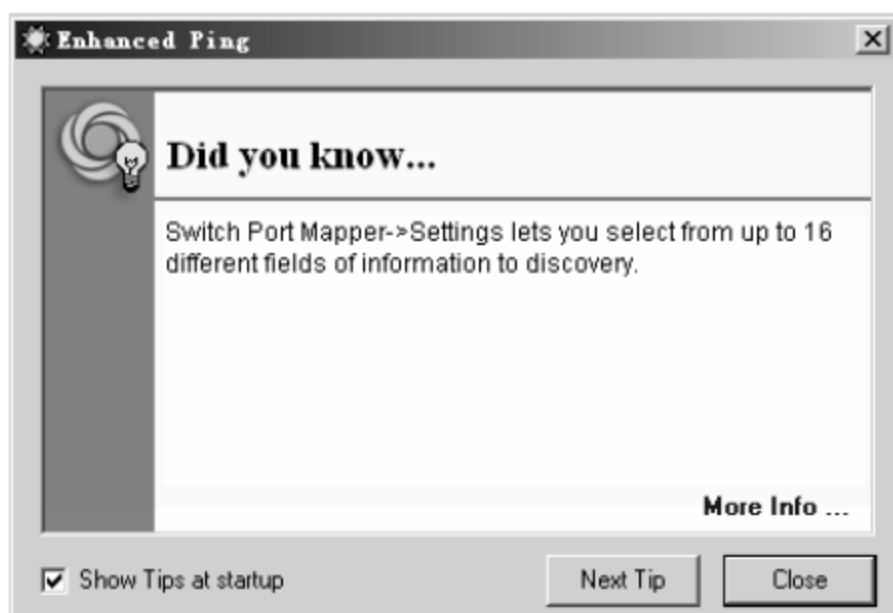 Enhanced Ping
Did you know...
Switch Port Mapper->Settings lets you select from up to 16
different fields of information to discovery.
More Info ...
Show Tips at startup
Next Tip
Close